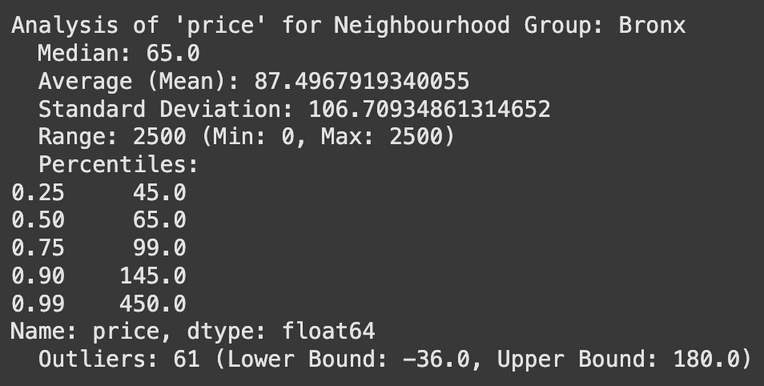 Analysis of 'price' for Neighbourhood Group: Bronx
  Median: 65.0
  Average (Mean): 87.4967919340055
  Standard Deviation: 106.70934861314652
  Range: 2500 (Min: 0, Max: 2500)
  Percentiles:
0.25     45.0
0.50     65.0
0.75     99.0
0.90    145.0
0.99    450.0
Name: price, dtype: float64
  Outliers: 61 (Lower Bound: -36.0, Upper Bound: 180.0)